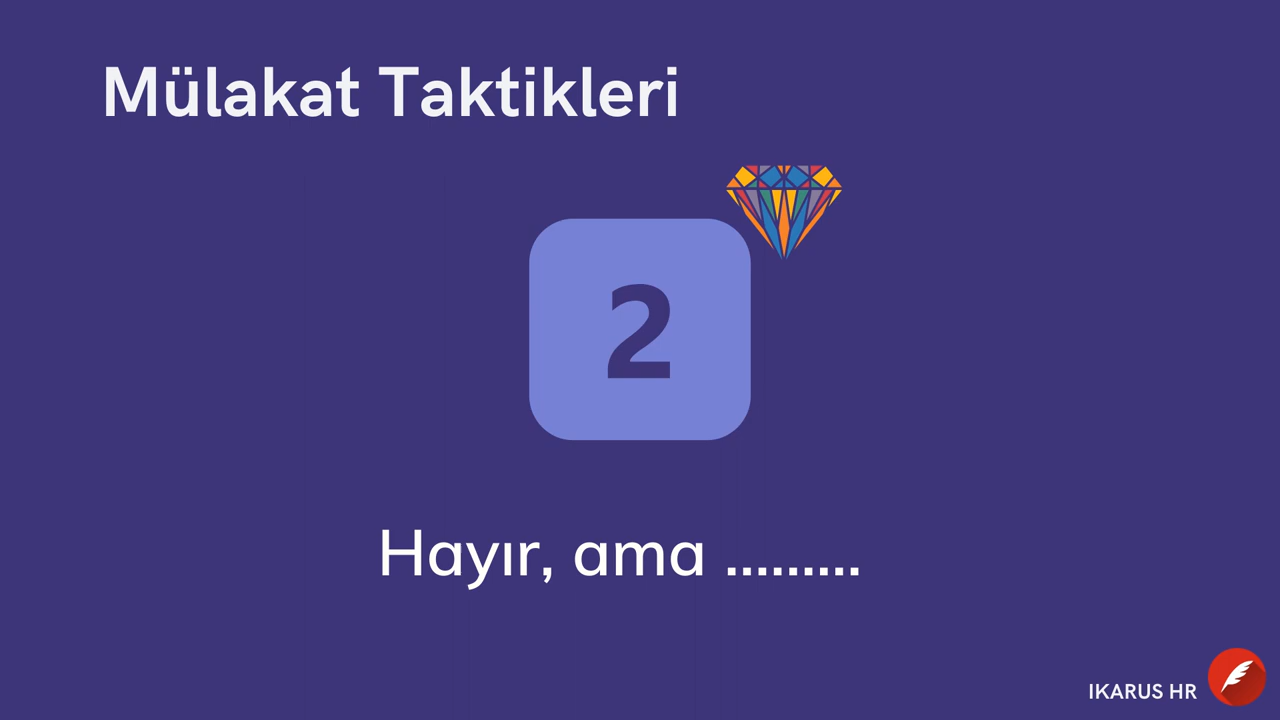 Mülakat Taktikleri
2
Hayır, ama .........
IKARUS HR